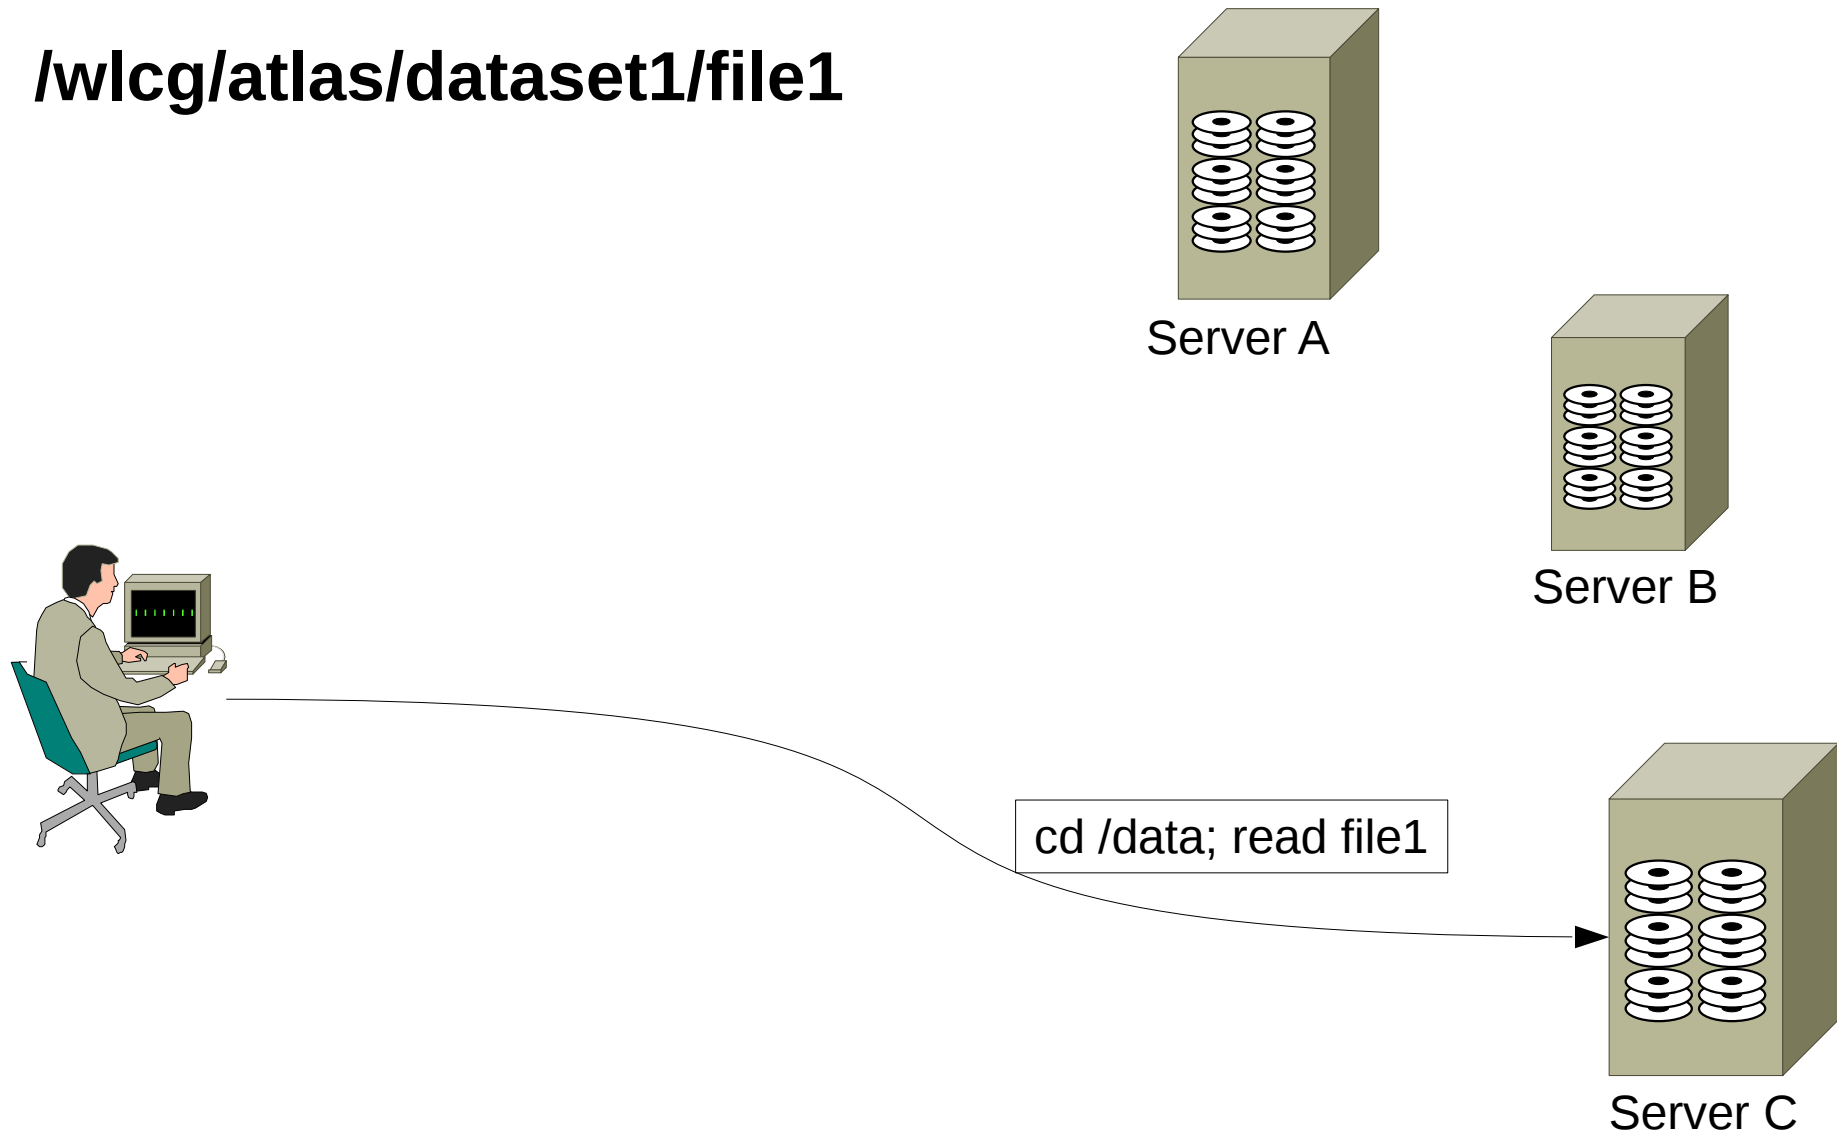 /wlcg/atlas/dataset1/file1
Server A
Server B
cd /data; read file1
Server C